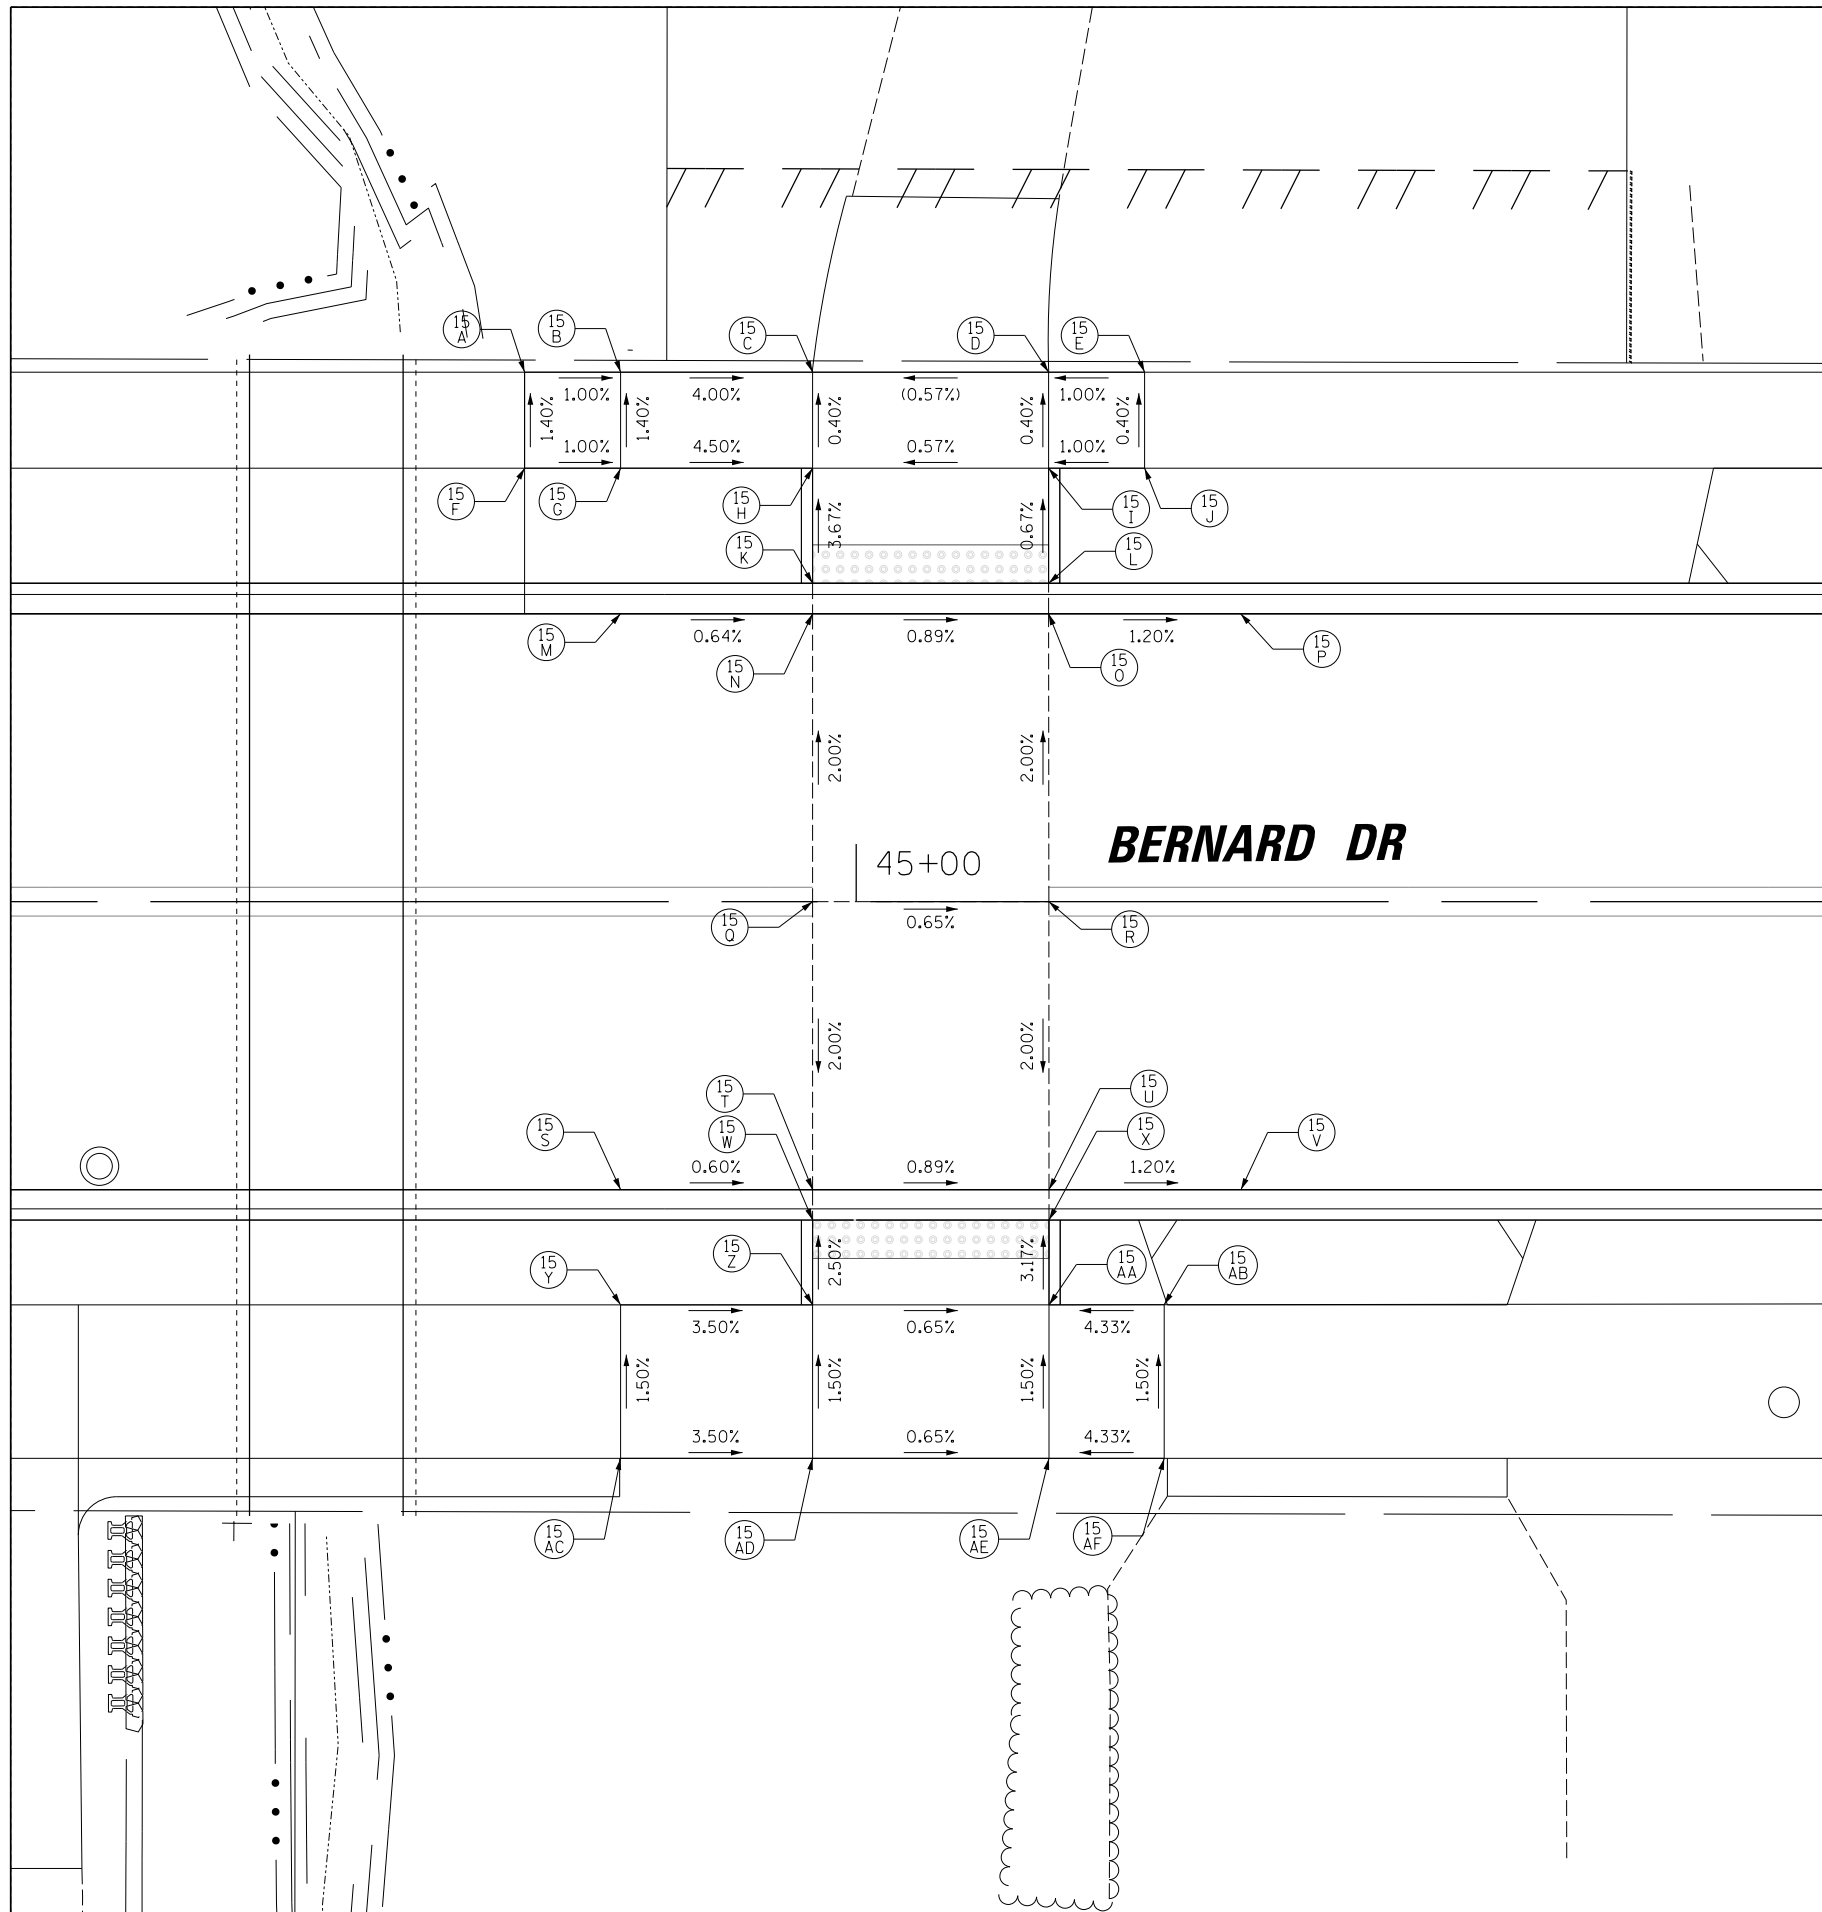 15
A
15
B
15
C
15
D
15
E
1.00%
4.00%
(0.57%)
1.00%
1.40%
1.40%
0.40%
0.40%
0.40%
1.00%
4.50%
0.57%
1.00%
15
F
15
G
15
H
15
I
15
J
3.67%
0.67%
15
K
15
L
15
M
0.64%
0.89%
1.20%
15
N
15
O
15
P
2.00%
2.00%
BERNARD DR
45+00
15
Q
0.65%
15
R
2.00%
2.00%
15
T
15
U
15
S
15
W
15
X
15
V
0.60%
0.89%
1.20%
15
Y
15
Z
2.50%
3.17%
15
AA
15
AB
3.50%
0.65%
4.33%
1.50%
1.50%
1.50%
1.50%
3.50%
0.65%
4.33%
15
AC
15
AD
15
AE
15
AF